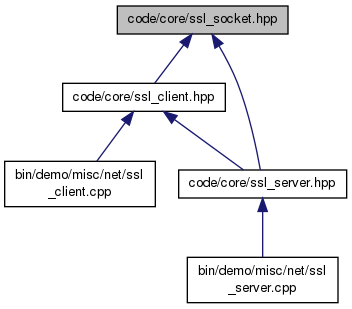 code/core/ssl_socket.hpp
code/core/ssl_client.hpp
bin/demo/misc/net/ssl
_client.cpp
code/core/ssl_server.hpp
bin/demo/misc/net/ssl
_server.cpp